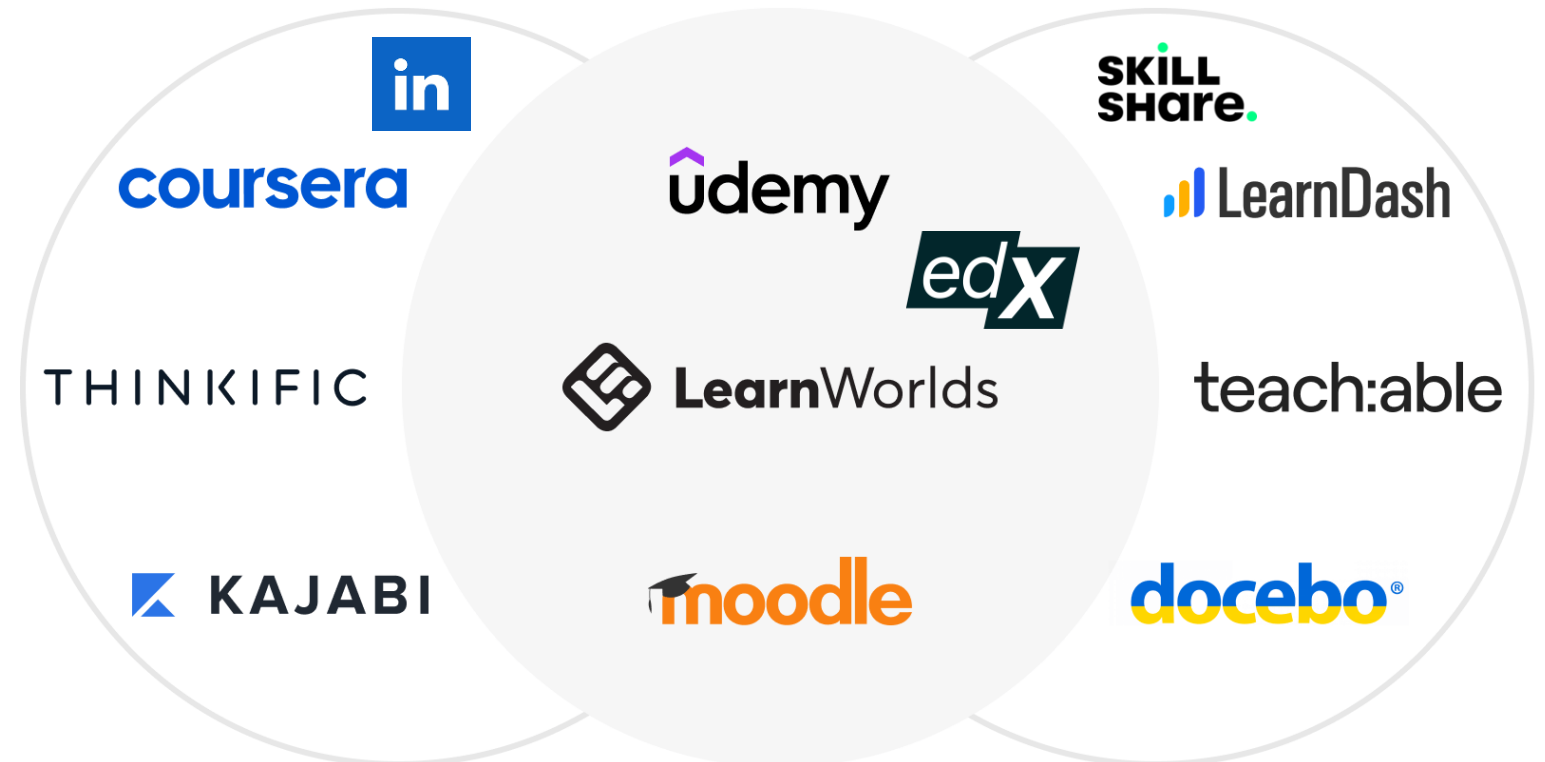 in
SKILL
SHare.
coursera
udemy
LearnDash
edX
THINKIFIC
LearnWorlds
teach:able
KAJABI
moodle
docebo®